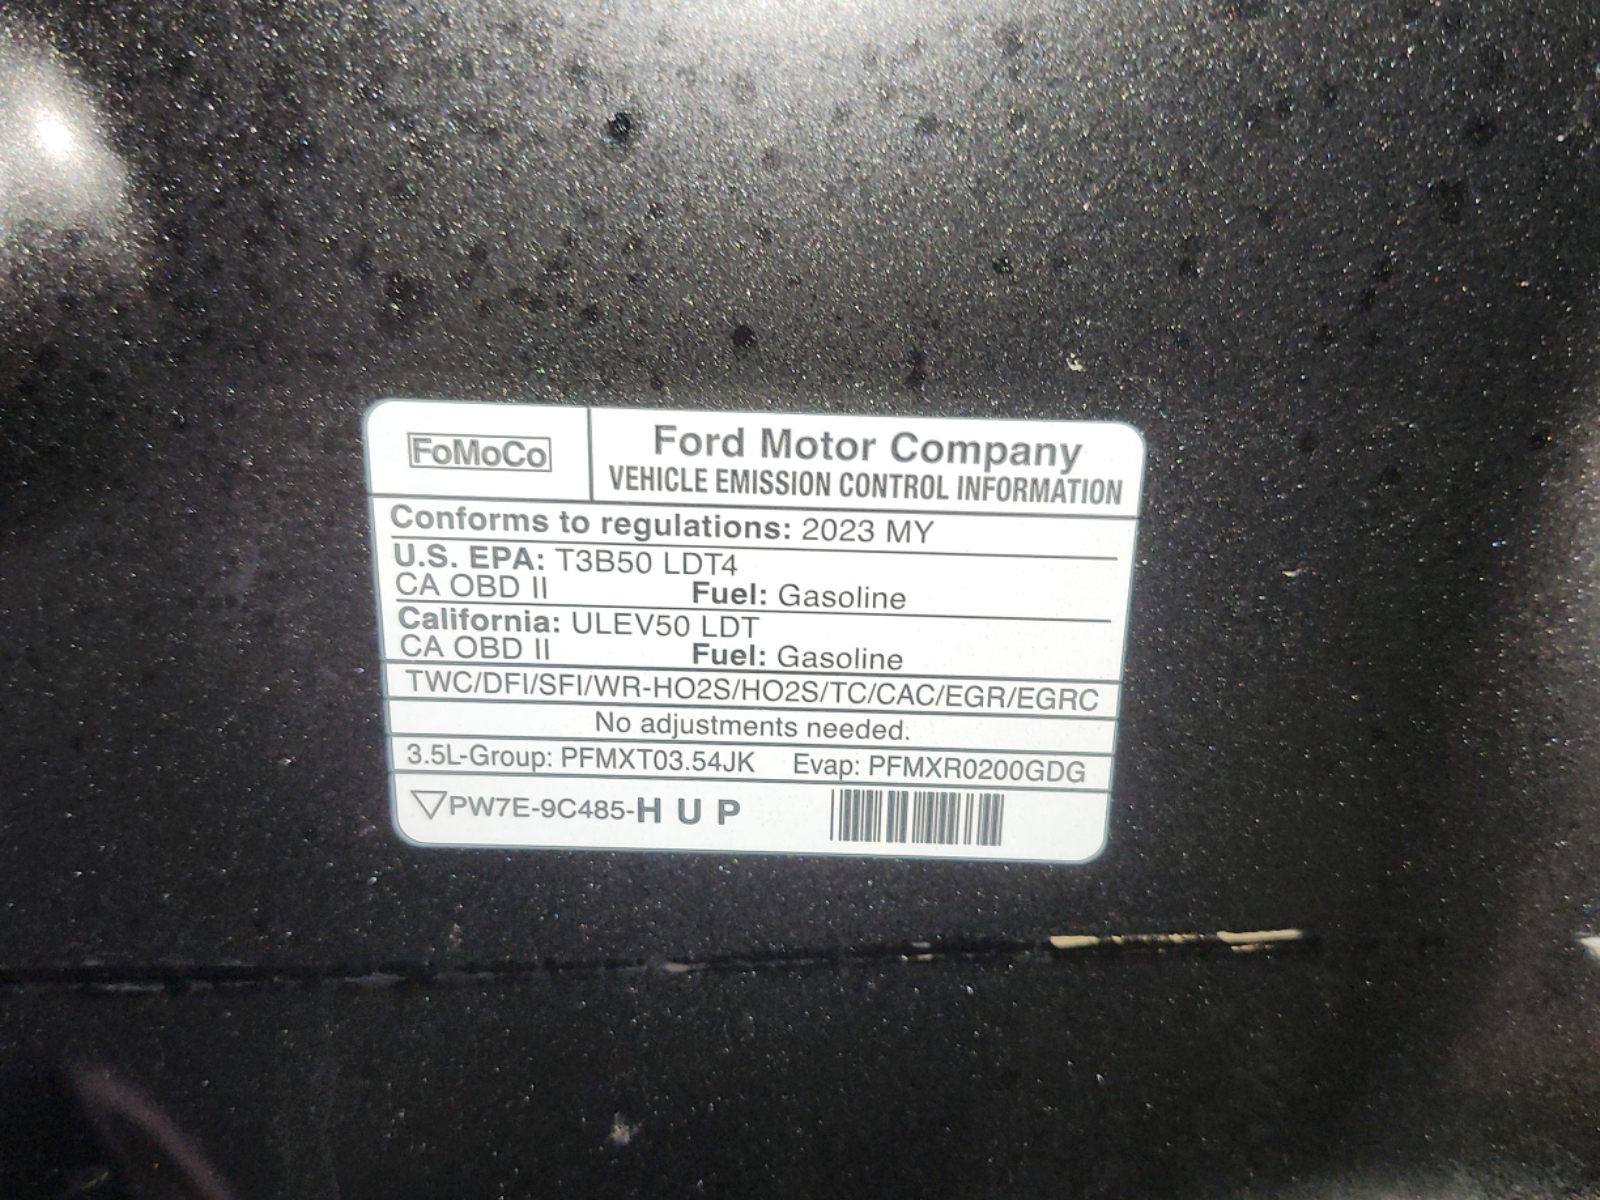 FoMoCo
Ford Motor Company
VEHICLE EMISSION CONTROL INFORMATION
Conforms to regulations: 2023 MY
U.S. EPA: T3B50 LDT4
CA OBD II Fuel: Gasoline
California: ULEV50 LDT
CA OBD II Fuel: Gasoline
TWC/DFI/SFI/WR-HO2S/HO2S/TC/CAC/EGR/EGRC
No adjustments needed.
3.5L-Group: PFMXT03.54JK Evap: PFMXR0200GDG
▽PW7E-9C485-H U P